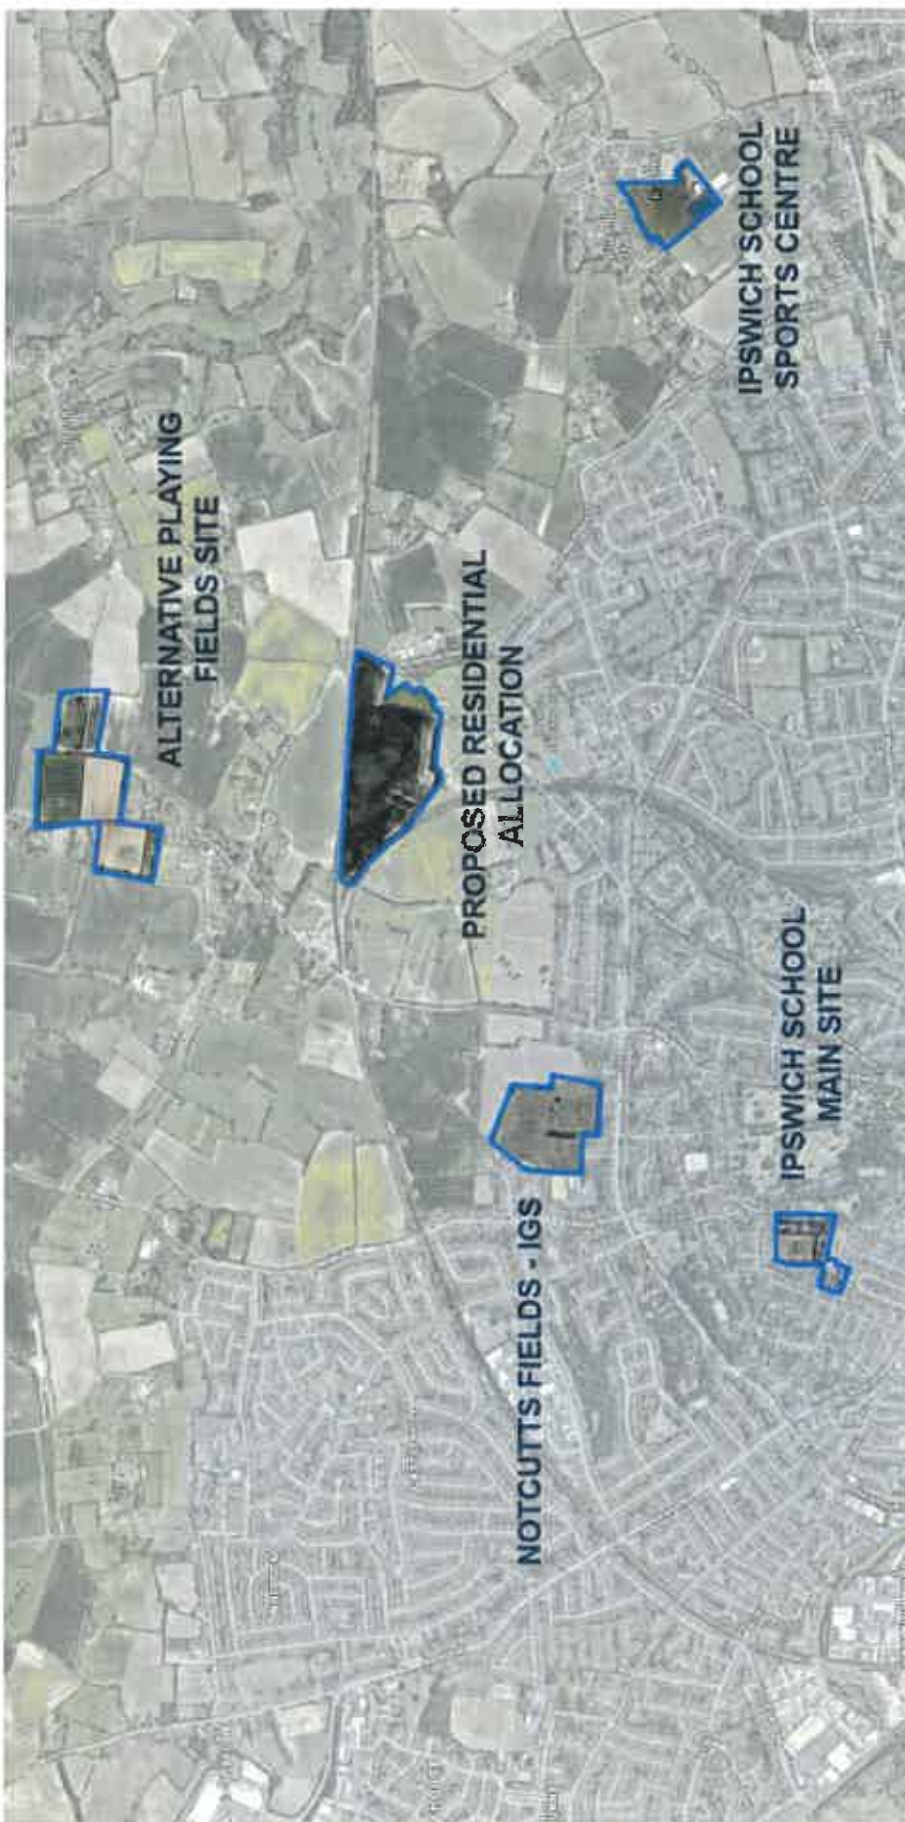 ALTERNATIVE PLAYING
FIELDS SITE
PROPOSED RESIDENTIAL
ALLOCATION
IPSWICH SCHOOL
SPORTS CENTRE
NOTCUTTS FIELDS - IGS
IPSWICH SCHOOL
MAIN SITE